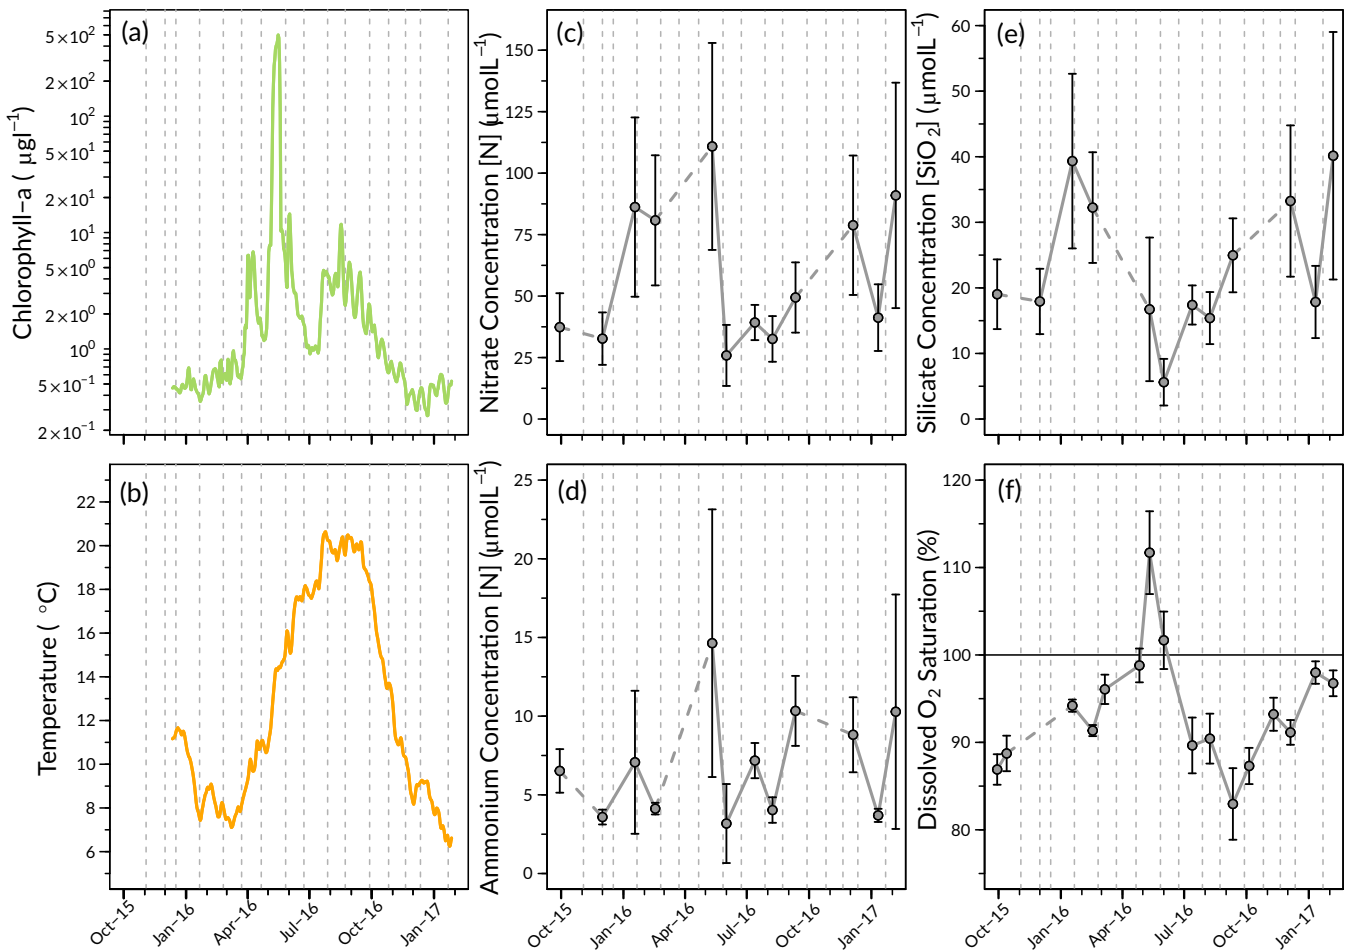 (a)
Chlorophyll−a ( µgl⁻¹)
5×10²
2×10²
10²
5×10¹
2×10¹
10¹
5×10⁰
2×10⁰
10⁰
5×10⁻¹
2×10⁻¹
(c)
Nitrate Concentration [N] (µmolL⁻¹)
150
125
100
75
50
25
0
(e)
Silicate Concentration [SiO₂] (µmolL⁻¹)
60
50
40
30
20
10
0
(b)
Temperature ( °C)
22
20
18
16
14
12
10
8
6
Oct−15
Jan−16
Apr−16
Jul−16
Oct−16
Jan−17
(d)
Ammonium Concentration [N] (µmolL⁻¹)
25
20
15
10
5
0
Oct−15
Jan−16
Apr−16
Jul−16
Oct−16
Jan−17
(f)
Dissolved O₂ Saturation (%)
120
110
100
90
80
Oct−15
Jan−16
Apr−16
Jul−16
Oct−16
Jan−17